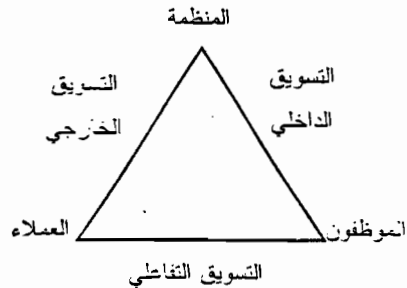 المنظمة
التسويق
الداخلي
التسويق
الخارجي
الموظفون
العملاء
التسويق التفاعلي